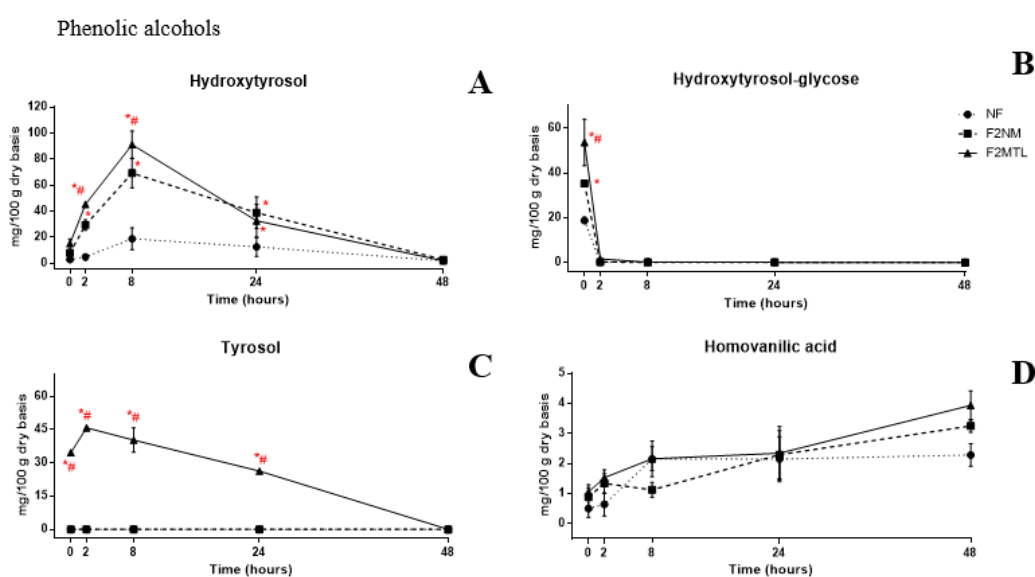 Phenolic alcohols
A
Hydroxytyrosol
mg/100 g dry basis
120
100
80
60
40
20
0
*#
*#
*
*
*
*
0 2 8 24 48
Time (hours)
B
Hydroxytyrosol-glycose
mg/100 g dry basis
60
40
20
0
*#
*
0 2 8 24 48
Time (hours)
NF
F2NM
F2MTL
C
Tyrosol
mg/100 g dry basis
60
45
30
15
0
*#
*#
*#
*#
0 2 8 24 48
Time (hours)
D
Homovanilic acid
mg/100 g dry basis
5
4
3
2
1
0
0 2 8 24 48
Time (hours)